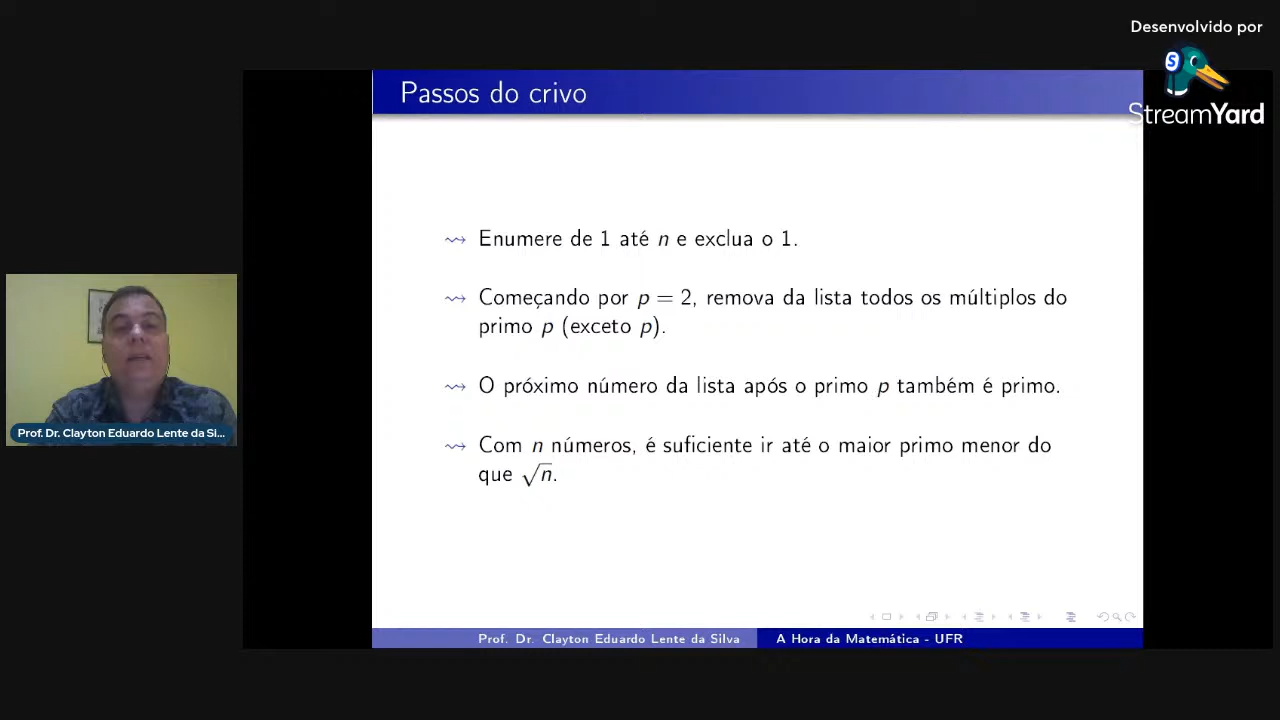 Desenvolvido por
StreamYard
Passos do crivo
Enumere de 1 até n e exclua o 1.
Começando por p = 2, remova da lista todos os múltiplos do
primo p (exceto p).
O próximo número da lista após o primo p também é primo.
Com n números, é suficiente ir até o maior primo menor do
que √n.
Prof. Dr. Clayton Eduardo Lente da Si...
Prof. Dr. Clayton Eduardo Lente da Silva
A Hora da Matemática - UFR